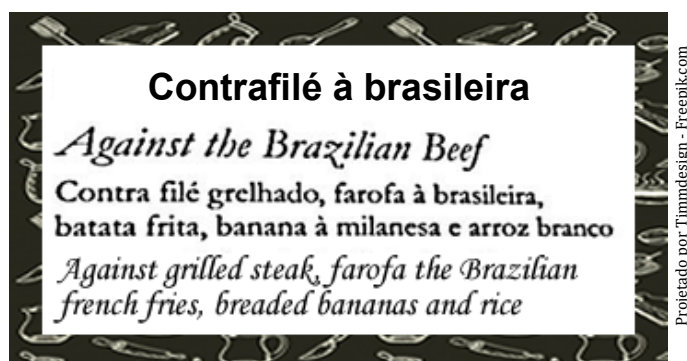 Contrafilé à brasileira
Against the Brazilian Beef
Contra filé grelhado, farofa à brasileira,
batata frita, banana à milanesa e arroz branco
Against grilled steak, farofa the Brazilian
french fries, breaded bananas and rice
Projetado por Timmdesign - Freepik.com